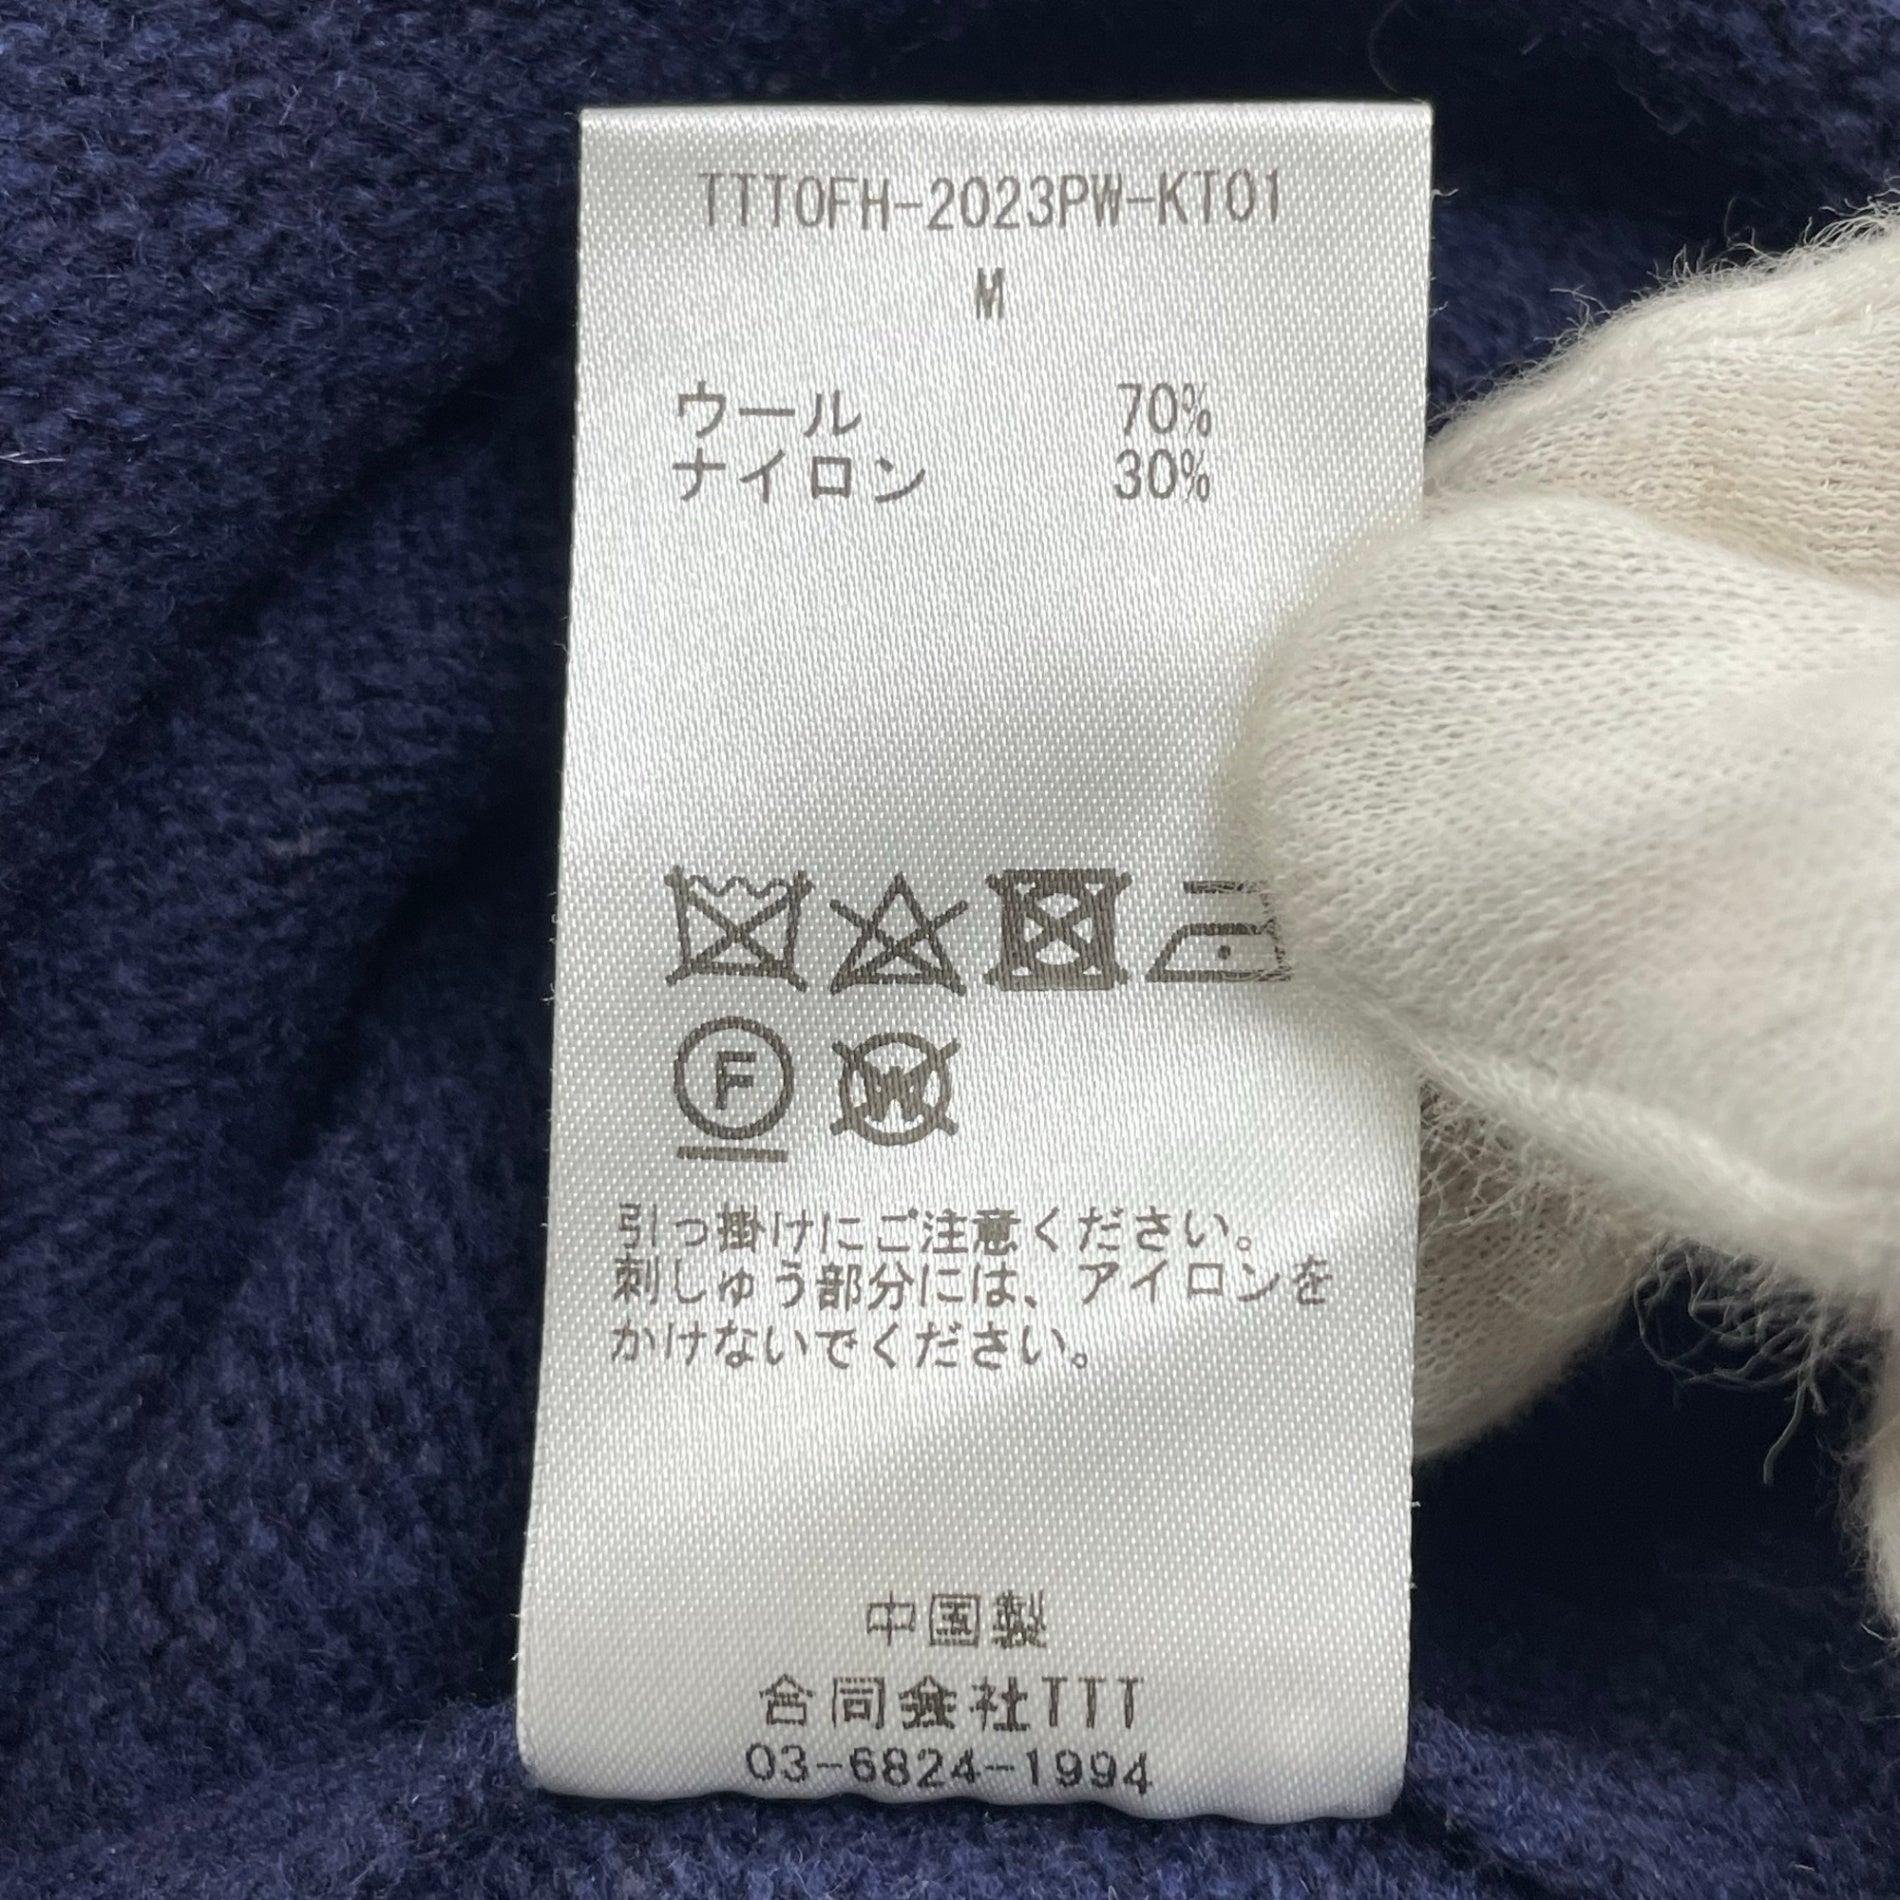 TTTOFH-2023PW-KT01
M
ウール 70%
ナイロン 30%
F
W
引っ掛けにご注意ください。
刺しゅう部分には、アイロンを
かけないでください。
中国製
合同会社TTT
03-6824-1994